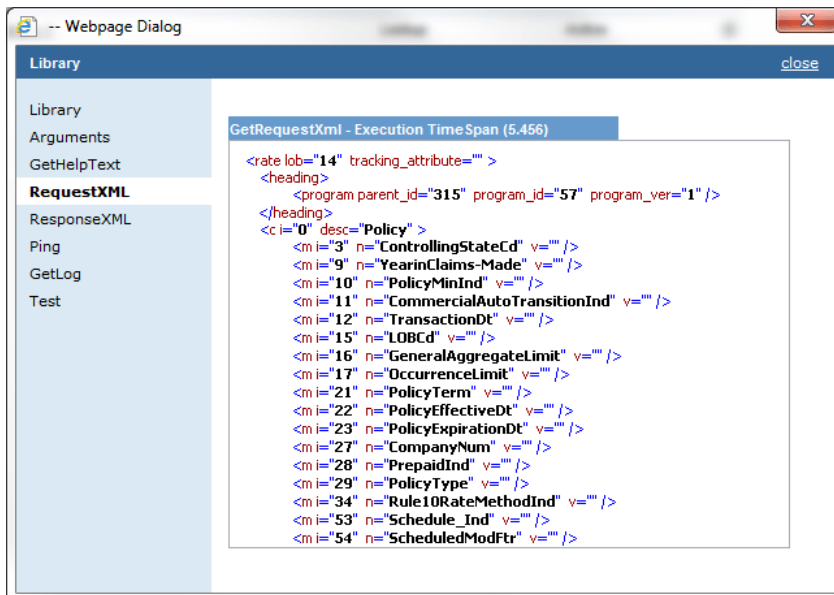 -- Webpage Dialog
Library
close
Library
Arguments
GetHelpText
RequestXML
ResponseXML
Ping
GetLog
Test
GetRequestXml - Execution TimeSpan (5.456)
<rate lob="14" tracking_attribute="" >
<heading>
<program parent_id="315" program_id="57" program_ver="1" />
</heading>
<c i="0" desc="Policy" >
<m i="3" n="ControllingStateCd" v="" />
<m i="9" n="YearinClaims-Made" v="" />
<m i="10" n="PolicyMinInd" v="" />
<m i="11" n="CommercialAutoTransitionInd" v="" />
<m i="12" n="TransactionDt" v="" />
<m i="15" n="LOBCd" v="" />
<m i="16" n="GeneralAggregateLimit" v="" />
<m i="17" n="OccurrenceLimit" v="" />
<m i="21" n="PolicyTerm" v="" />
<m i="22" n="PolicyEffectiveDt" v="" />
<m i="23" n="PolicyExpirationDt" v="" />
<m i="27" n="CompanyNum" v="" />
<m i="28" n="PrepaidInd" v="" />
<m i="29" n="PolicyType" v="" />
<m i="34" n="Rule10RateMethodInd" v="" />
<m i="53" n="Schedule_Ind" v="" />
<m i="54" n="ScheduledModFtr" v="" />